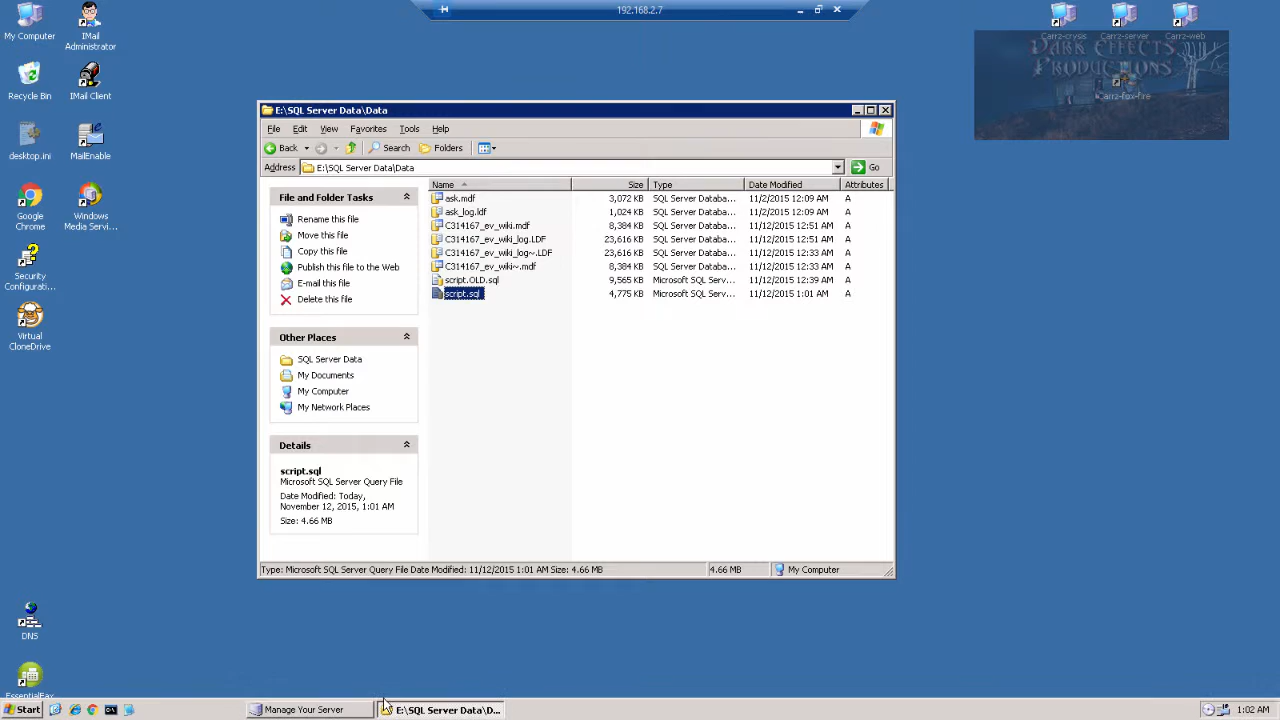 192.168.2.7
My Computer
IMail
Administrator
Recycle Bin
IMail Client
desktop.ini
MailEnable
Google
Chrome
Windows
Media Servi...
Security
Configurati...
Virtual
CloneDrive
DNS
EssentialFax
Carrz-crysis
Carrz-server
Carrz-web
DARK EFFECTS
PRODUCTIONS
Carrz-fox-fire
E:\SQL Server Data\Data
File Edit View Favorites Tools Help
Back Search Folders
Address E:\SQL Server Data\Data Go
File and Folder Tasks
Rename this file
Move this file
Copy this file
Publish this file to the Web
E-mail this file
Delete this file
Other Places
SQL Server Data
My Documents
My Computer
My Network Places
Details
script.sql
Microsoft SQL Server Query File
Date Modified: Today,
November 12, 2015, 1:01 AM
Size: 4.66 MB
Name Size Type Date Modified Attributes
ask.mdf 3,072 KB SQL Server Databa... 11/2/2015 12:09 AM A
ask_log.ldf 1,024 KB SQL Server Databa... 11/2/2015 12:09 AM A
C314167_ev_wiki.mdf 8,384 KB SQL Server Databa... 11/12/2015 12:51 AM A
C314167_ev_wiki_log.LDF 23,616 KB SQL Server Databa... 11/12/2015 12:51 AM A
C314167_ev_wiki_log~.LDF 23,616 KB SQL Server Databa... 11/12/2015 12:33 AM A
C314167_ev_wiki~.mdf 8,384 KB SQL Server Databa... 11/12/2015 12:33 AM A
script.OLD.sql 9,565 KB Microsoft SQL Serv... 11/12/2015 12:39 AM A
script.sql 4,775 KB Microsoft SQL Serv... 11/12/2015 1:01 AM A
Type: Microsoft SQL Server Query File Date Modified: 11/12/2015 1:01 AM Size: 4.66 MB 4.66 MB My Computer
Start Manage Your Server E:\SQL Server Data\D... 1:02 AM